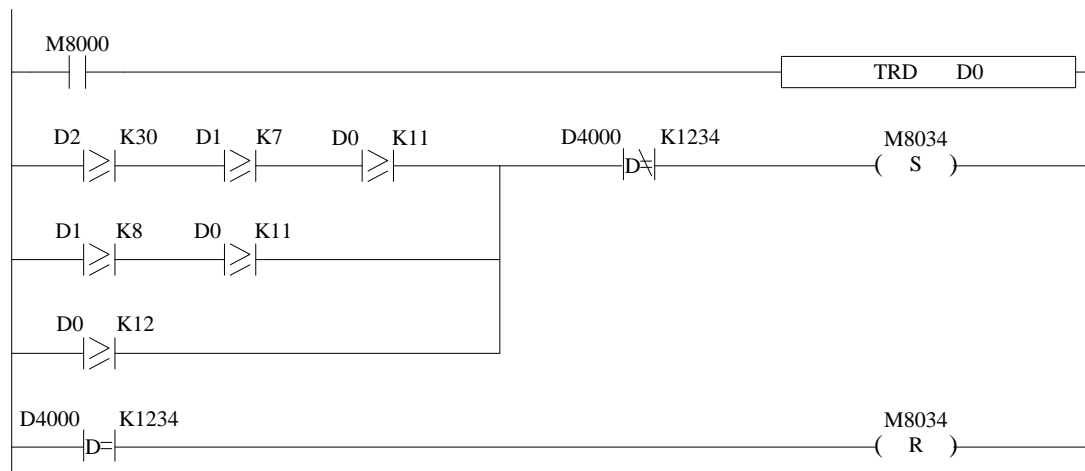 M8000
TRD D0
D2 K30 D1 K7 D0 K11 D4000 K1234 M8034
≥ ≥ ≥ D≠ S
D1 K8 D0 K11
≥ ≥
D0 K12
≥
D4000 K1234 M8034
D= R